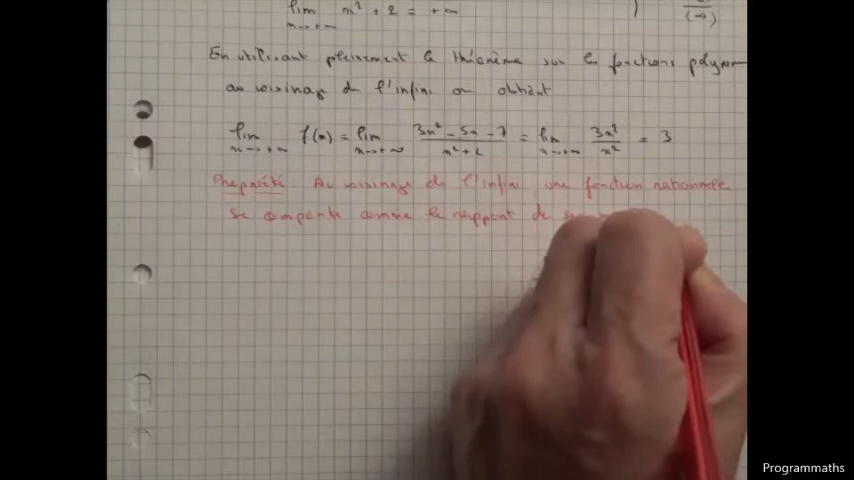 lim x² + 2 = +∞
x→+∞
(∞)
En utilisant pleinement le théorème sur les fonctions polynom
au voisinage de l'infini on obtient
lim f(x) = lim 3x² - 5x - 7 / x² + 2 = lim 3x² / x² = 3
x→+∞ x→+∞ x→+∞
Propriété: Au voisinage de l'infini une fonction rationnelle
se comporte comme le rapport de
Programmaths